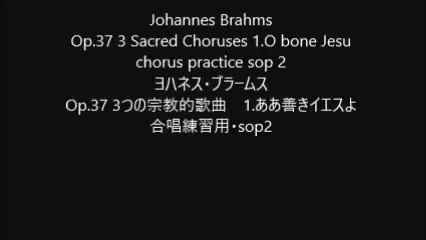 Johannes Brahms
Op.37 3 Sacred Choruses 1.O bone Jesu
chorus practice sop 2
ヨハネス・ブラームス
Op.37 3つの宗教的歌曲　1.ああ善きイエスよ
合唱練習用・sop2